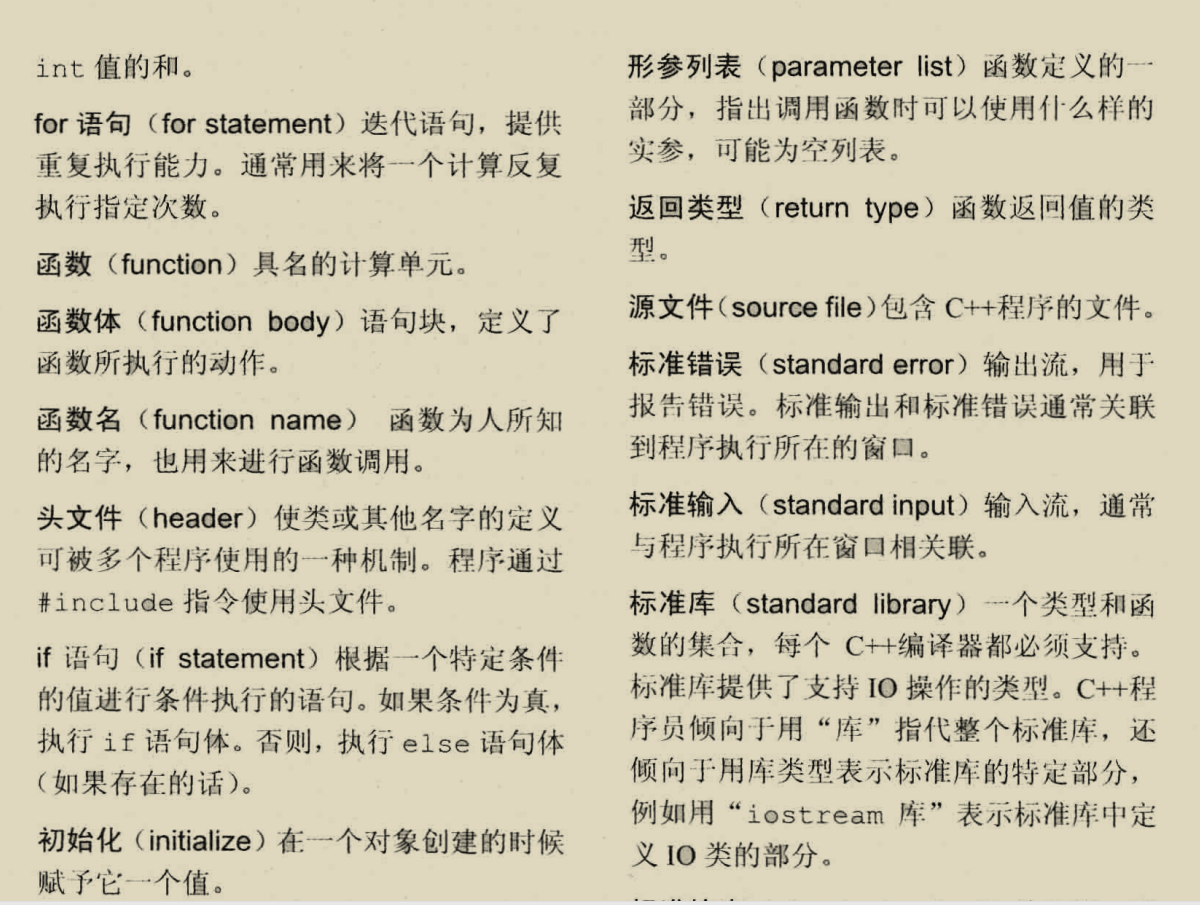 int 值的和。
for 语句（for statement）迭代语句，提供
重复执行能力。通常用来将一个计算反复
执行指定次数。
函数（function）具名的计算单元。
函数体（function body）语句块，定义了
函数所执行的动作。
函数名（function name） 函数为人所知
的名字，也用来进行函数调用。
头文件（header）使类或其他名字的定义
可被多个程序使用的一种机制。程序通过
#include 指令使用头文件。
if 语句（if statement）根据一个特定条件
的值进行条件执行的语句。如果条件为真，
执行 if 语句体。否则，执行 else 语句体
（如果存在的话）。
初始化（initialize）在一个对象创建的时候
赋予它一个值。
形参列表（parameter list）函数定义的一
部分，指出调用函数时可以使用什么样的
实参，可能为空列表。
返回类型（return type）函数返回值的类
型。
源文件（source file）包含 C++程序的文件。
标准错误（standard error）输出流，用于
报告错误。标准输出和标准错误通常关联
到程序执行所在的窗口。
标准输入（standard input）输入流，通常
与程序执行所在窗口相关联。
标准库（standard library）一个类型和函
数的集合，每个 C++编译器都必须支持。
标准库提供了支持 IO 操作的类型。C++程
序员倾向于用“库”指代整个标准库，还
倾向于用库类型表示标准库的特定部分，
例如用“iostream 库”表示标准库中定
义 IO 类的部分。